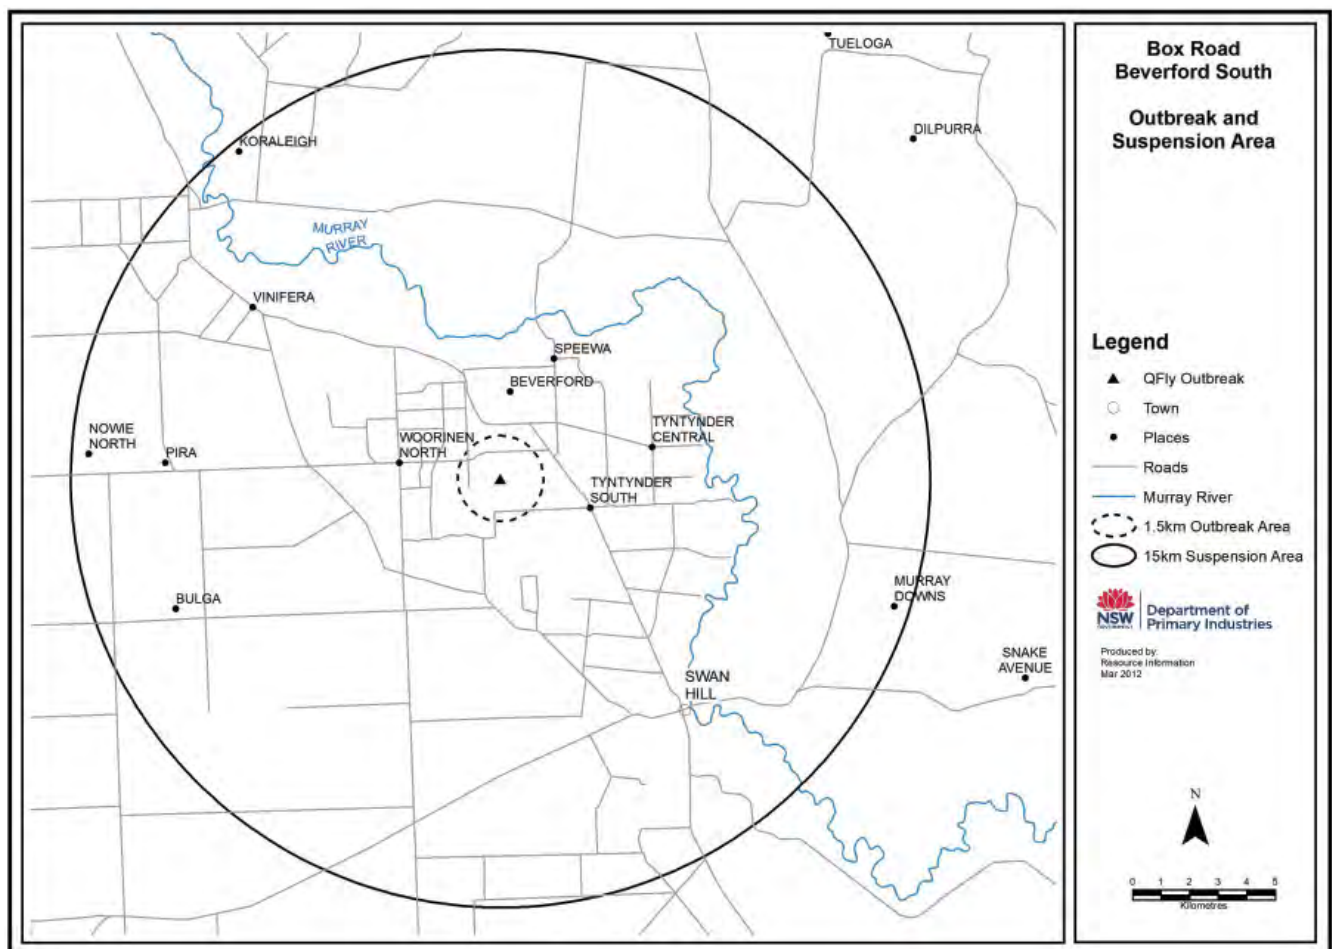 TUELOGA
DILPURRA
KORALEIGH
MURRAY
RIVER
VINIFERA
SPEEWA
BEVERFORD
TYNTYNDER
CENTRAL
NOWIE
NORTH
PIRA
WOORINEN
NORTH
TYNTYNDER
SOUTH
BULGA
MURRAY
DOWNS
SNAKE
AVENUE
SWAN
HILL
Box Road
Beverford South
Outbreak and
Suspension Area
Legend
QFly Outbreak
Town
Places
Roads
Murray River
1.5km Outbreak Area
15km Suspension Area
NSW
GOVERNMENT
Department of
Primary Industries
Produced by:
Resource Information
Mar 2012
N
0 1 2 3 4 5
Kilometres